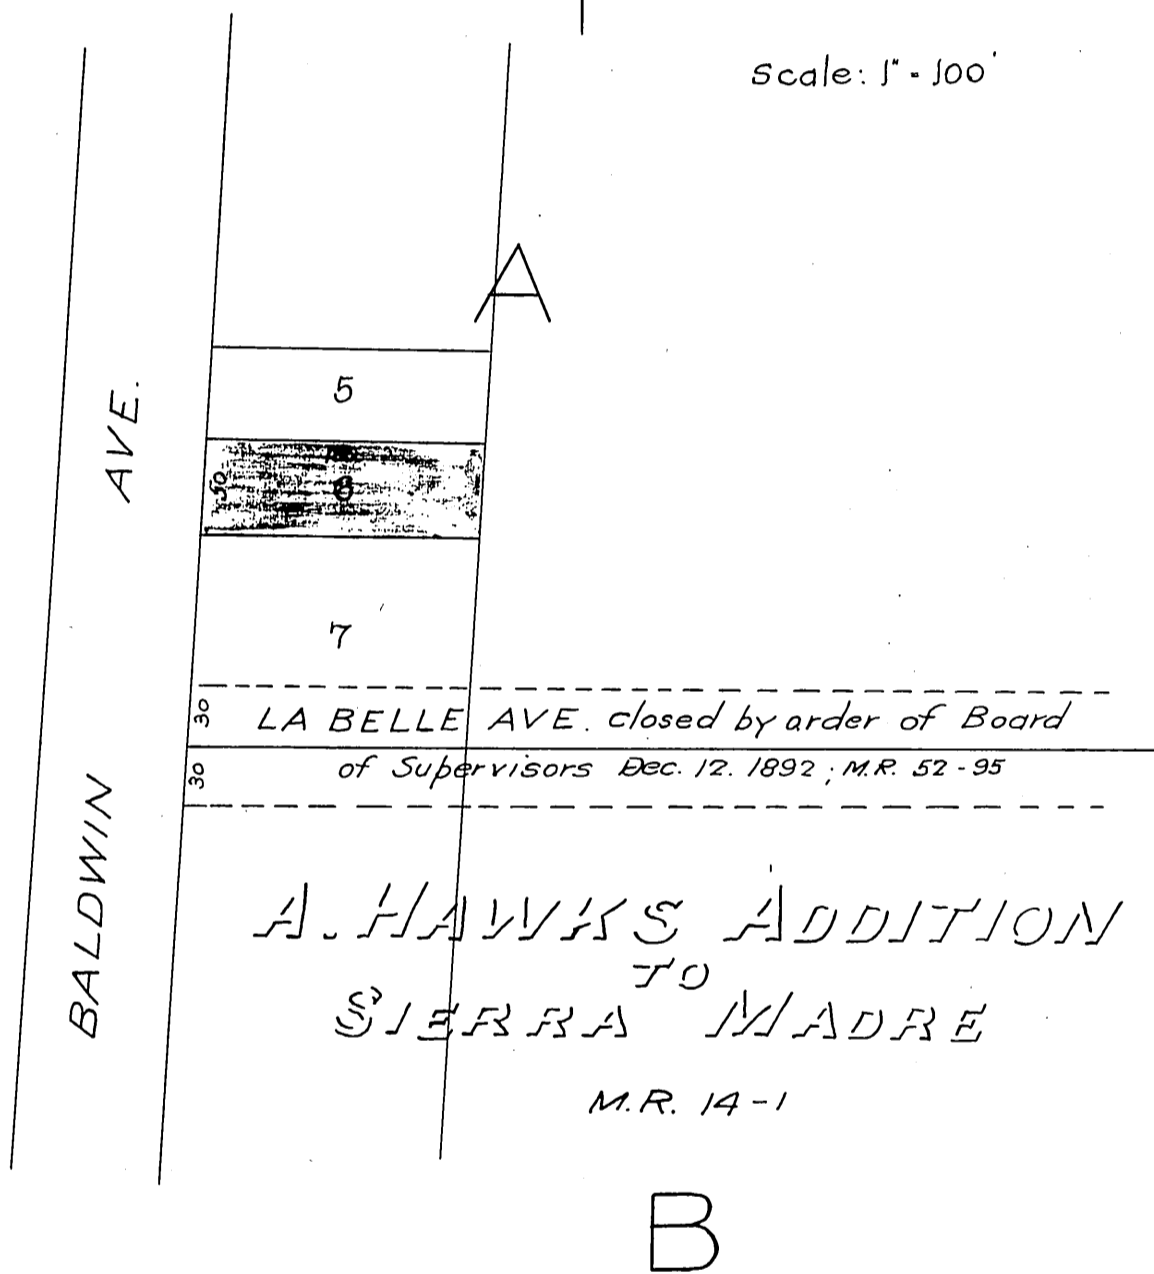 Scale: 1" - 100'
A
5
50
6
7
30
LA BELLE AVE. closed by arder of Board
30
of Supervisors Dec. 12. 1892 ; M.R. 52-95
BALDWIN AVE.
A. HAWKS ADDITION
TO
SIERRA MADRE
M.R. 14-1
B